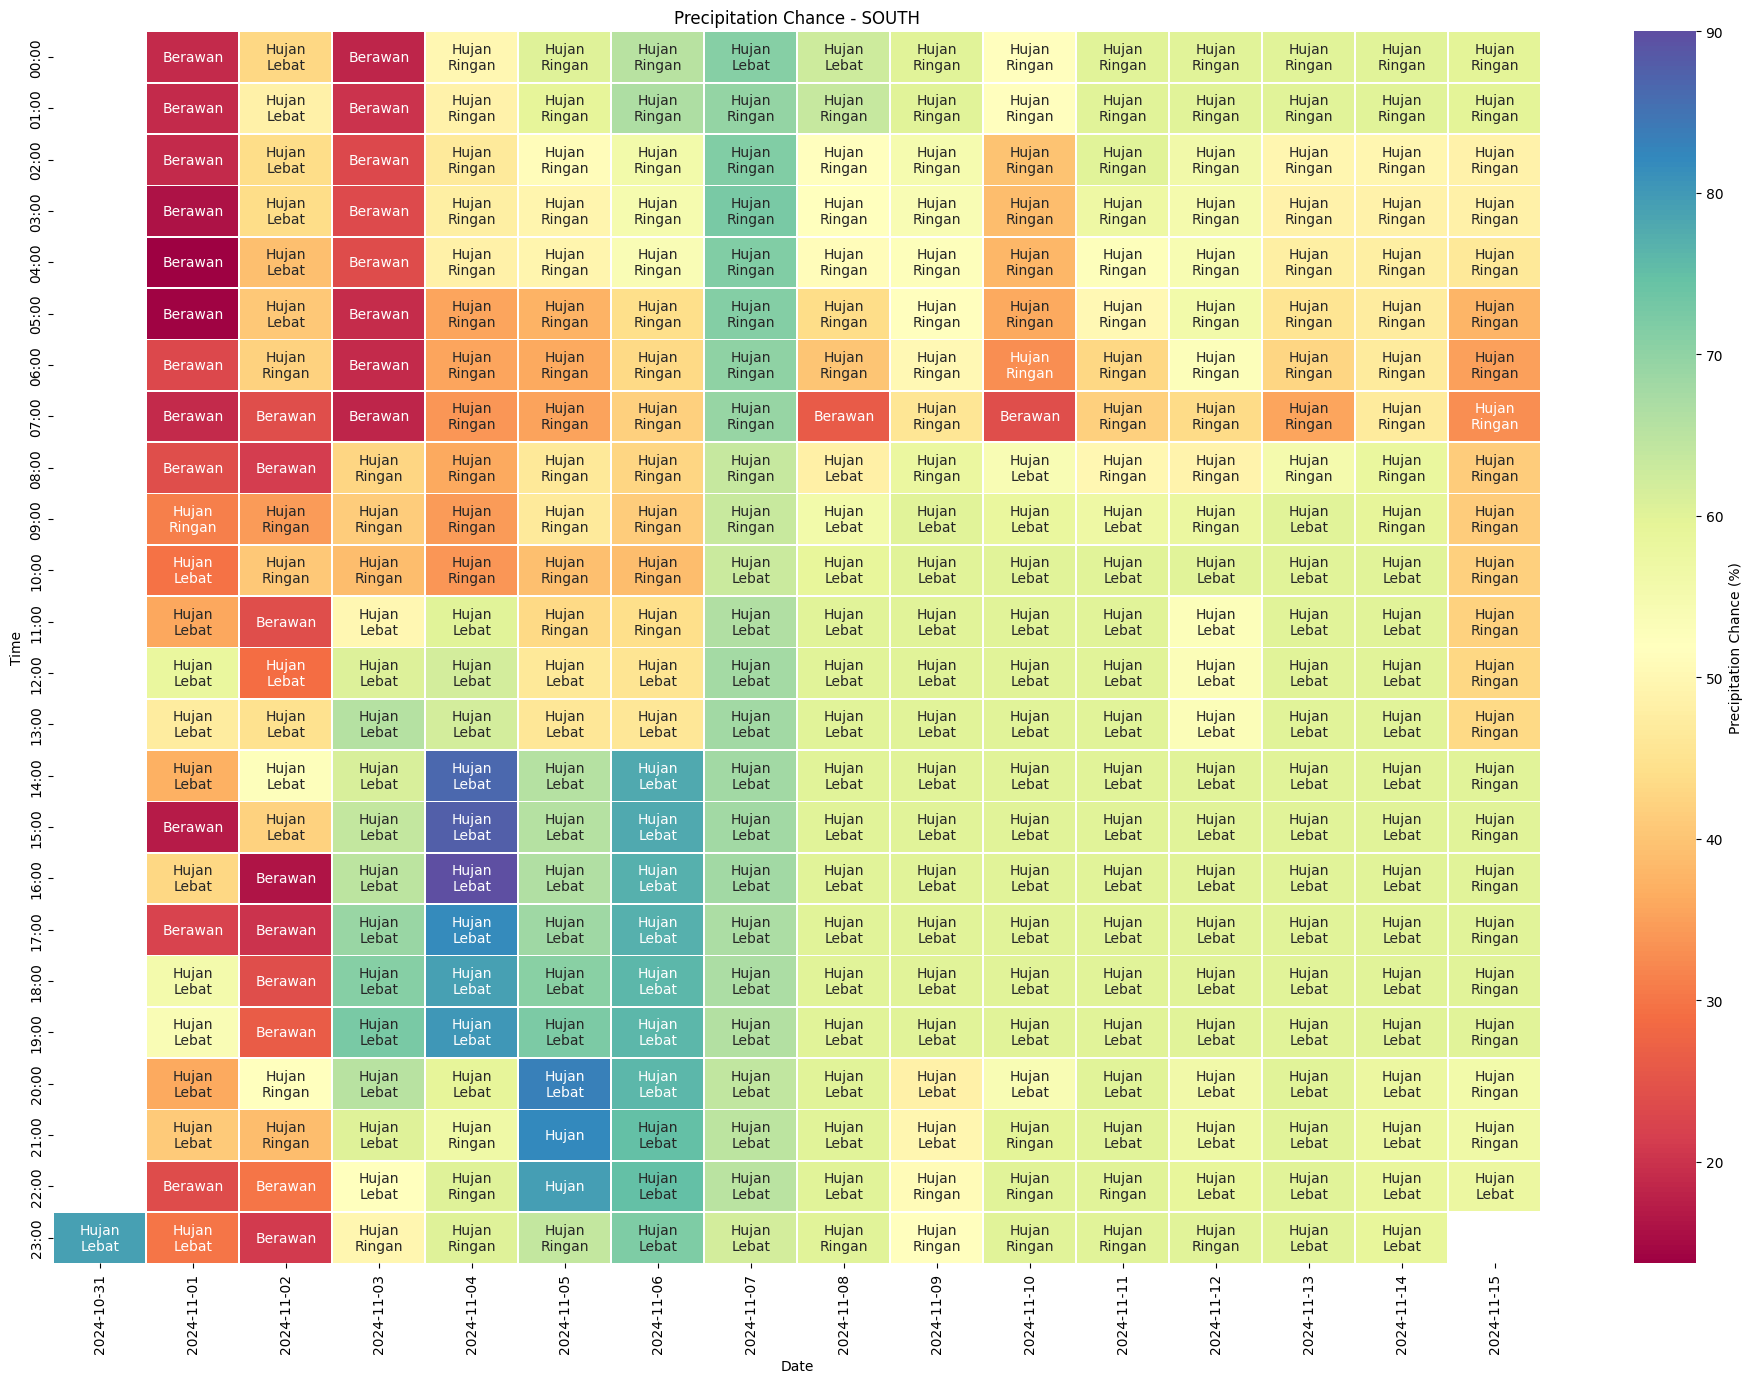 Precipitation Chance - SOUTH
00:00 Berawan Hujan Lebat Berawan Hujan Ringan Hujan Ringan Hujan Ringan Hujan Lebat Hujan Lebat Hujan Ringan Hujan Ringan Hujan Ringan Hujan Ringan Hujan Ringan Hujan Ringan Hujan Ringan
01:00 Berawan Hujan Lebat Berawan Hujan Ringan Hujan Ringan Hujan Ringan Hujan Ringan Hujan Ringan Hujan Ringan Hujan Ringan Hujan Ringan Hujan Ringan Hujan Ringan Hujan Ringan Hujan Ringan
02:00 Berawan Hujan Lebat Berawan Hujan Ringan Hujan Ringan Hujan Ringan Hujan Ringan Hujan Ringan Hujan Ringan Hujan Ringan Hujan Ringan Hujan Ringan Hujan Ringan Hujan Ringan Hujan Ringan
03:00 Berawan Hujan Lebat Berawan Hujan Ringan Hujan Ringan Hujan Ringan Hujan Ringan Hujan Ringan Hujan Ringan Hujan Ringan Hujan Ringan Hujan Ringan Hujan Ringan Hujan Ringan Hujan Ringan
04:00 Berawan Hujan Lebat Berawan Hujan Ringan Hujan Ringan Hujan Ringan Hujan Ringan Hujan Ringan Hujan Ringan Hujan Ringan Hujan Ringan Hujan Ringan Hujan Ringan Hujan Ringan Hujan Ringan
05:00 Berawan Hujan Lebat Berawan Hujan Ringan Hujan Ringan Hujan Ringan Hujan Ringan Hujan Ringan Hujan Ringan Hujan Ringan Hujan Ringan Hujan Ringan Hujan Ringan Hujan Ringan Hujan Ringan
06:00 Berawan Hujan Ringan Berawan Hujan Ringan Hujan Ringan Hujan Ringan Hujan Ringan Hujan Ringan Hujan Ringan Hujan Ringan Hujan Ringan Hujan Ringan Hujan Ringan Hujan Ringan Hujan Ringan
07:00 Berawan Berawan Berawan Hujan Ringan Hujan Ringan Hujan Ringan Hujan Ringan Berawan Hujan Ringan Berawan Hujan Ringan Hujan Ringan Hujan Ringan Hujan Ringan Hujan Ringan
08:00 Berawan Berawan Hujan Ringan Hujan Ringan Hujan Ringan Hujan Ringan Hujan Ringan Hujan Lebat Hujan Ringan Hujan Lebat Hujan Ringan Hujan Ringan Hujan Ringan Hujan Ringan Hujan Ringan
09:00 Hujan Ringan Hujan Ringan Hujan Ringan Hujan Ringan Hujan Ringan Hujan Ringan Hujan Ringan Hujan Lebat Hujan Lebat Hujan Lebat Hujan Lebat Hujan Ringan Hujan Lebat Hujan Ringan Hujan Ringan
10:00 Hujan Lebat Hujan Ringan Hujan Ringan Hujan Ringan Hujan Ringan Hujan Ringan Hujan Lebat Hujan Lebat Hujan Lebat Hujan Lebat Hujan Lebat Hujan Lebat Hujan Lebat Hujan Lebat Hujan Ringan
11:00 Hujan Lebat Berawan Hujan Lebat Hujan Lebat Hujan Ringan Hujan Ringan Hujan Lebat Hujan Lebat Hujan Lebat Hujan Lebat Hujan Lebat Hujan Lebat Hujan Lebat Hujan Lebat Hujan Ringan
12:00 Hujan Lebat Hujan Lebat Hujan Lebat Hujan Lebat Hujan Lebat Hujan Lebat Hujan Lebat Hujan Lebat Hujan Lebat Hujan Lebat Hujan Lebat Hujan Lebat Hujan Lebat Hujan Lebat Hujan Ringan
13:00 Hujan Lebat Hujan Lebat Hujan Lebat Hujan Lebat Hujan Lebat Hujan Lebat Hujan Lebat Hujan Lebat Hujan Lebat Hujan Lebat Hujan Lebat Hujan Lebat Hujan Lebat Hujan Lebat Hujan Ringan
14:00 Hujan Lebat Hujan Lebat Hujan Lebat Hujan Lebat Hujan Lebat Hujan Lebat Hujan Lebat Hujan Lebat Hujan Lebat Hujan Lebat Hujan Lebat Hujan Lebat Hujan Lebat Hujan Lebat Hujan Ringan
15:00 Berawan Hujan Lebat Hujan Lebat Hujan Lebat Hujan Lebat Hujan Lebat Hujan Lebat Hujan Lebat Hujan Lebat Hujan Lebat Hujan Lebat Hujan Lebat Hujan Lebat Hujan Lebat Hujan Ringan
16:00 Hujan Lebat Berawan Hujan Lebat Hujan Lebat Hujan Lebat Hujan Lebat Hujan Lebat Hujan Lebat Hujan Lebat Hujan Lebat Hujan Lebat Hujan Lebat Hujan Lebat Hujan Lebat Hujan Ringan
17:00 Berawan Berawan Hujan Lebat Hujan Lebat Hujan Lebat Hujan Lebat Hujan Lebat Hujan Lebat Hujan Lebat Hujan Lebat Hujan Lebat Hujan Lebat Hujan Lebat Hujan Lebat Hujan Ringan
18:00 Hujan Lebat Berawan Hujan Lebat Hujan Lebat Hujan Lebat Hujan Lebat Hujan Lebat Hujan Lebat Hujan Lebat Hujan Lebat Hujan Lebat Hujan Lebat Hujan Lebat Hujan Lebat Hujan Ringan
19:00 Hujan Lebat Berawan Hujan Lebat Hujan Lebat Hujan Lebat Hujan Lebat Hujan Lebat Hujan Lebat Hujan Lebat Hujan Lebat Hujan Lebat Hujan Lebat Hujan Lebat Hujan Lebat Hujan Ringan
20:00 Hujan Lebat Hujan Ringan Hujan Lebat Hujan Lebat Hujan Lebat Hujan Lebat Hujan Lebat Hujan Lebat Hujan Lebat Hujan Lebat Hujan Lebat Hujan Lebat Hujan Lebat Hujan Lebat Hujan Ringan
21:00 Hujan Lebat Hujan Ringan Hujan Lebat Hujan Ringan Hujan Hujan Lebat Hujan Lebat Hujan Lebat Hujan Lebat Hujan Ringan Hujan Lebat Hujan Lebat Hujan Lebat Hujan Lebat Hujan Ringan
22:00 Berawan Berawan Hujan Lebat Hujan Ringan Hujan Hujan Lebat Hujan Lebat Hujan Lebat Hujan Ringan Hujan Ringan Hujan Ringan Hujan Lebat Hujan Lebat Hujan Lebat Hujan Lebat
23:00 Hujan Lebat Hujan Lebat Berawan Hujan Ringan Hujan Ringan Hujan Ringan Hujan Lebat Hujan Lebat Hujan Ringan Hujan Ringan Hujan Ringan Hujan Ringan Hujan Ringan Hujan Lebat Hujan Lebat
Time
2024-10-31 2024-11-01 2024-11-02 2024-11-03 2024-11-04 2024-11-05 2024-11-06 2024-11-07 2024-11-08 2024-11-09 2024-11-10 2024-11-11 2024-11-12 2024-11-13 2024-11-14 2024-11-15
Date
90
80
70
60
50
40
30
20
Precipitation Chance (%)